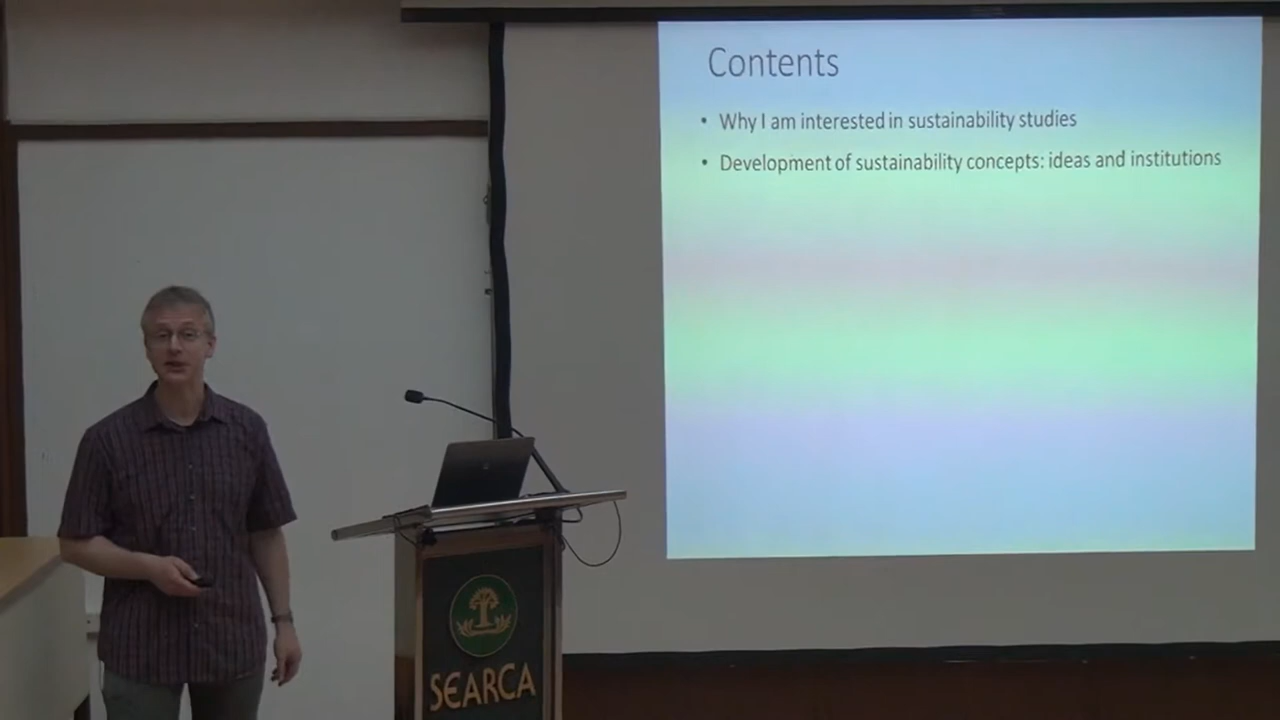 Contents
• Why I am interested in sustainability studies
• Development of sustainability concepts: ideas and institutions
SEARCA